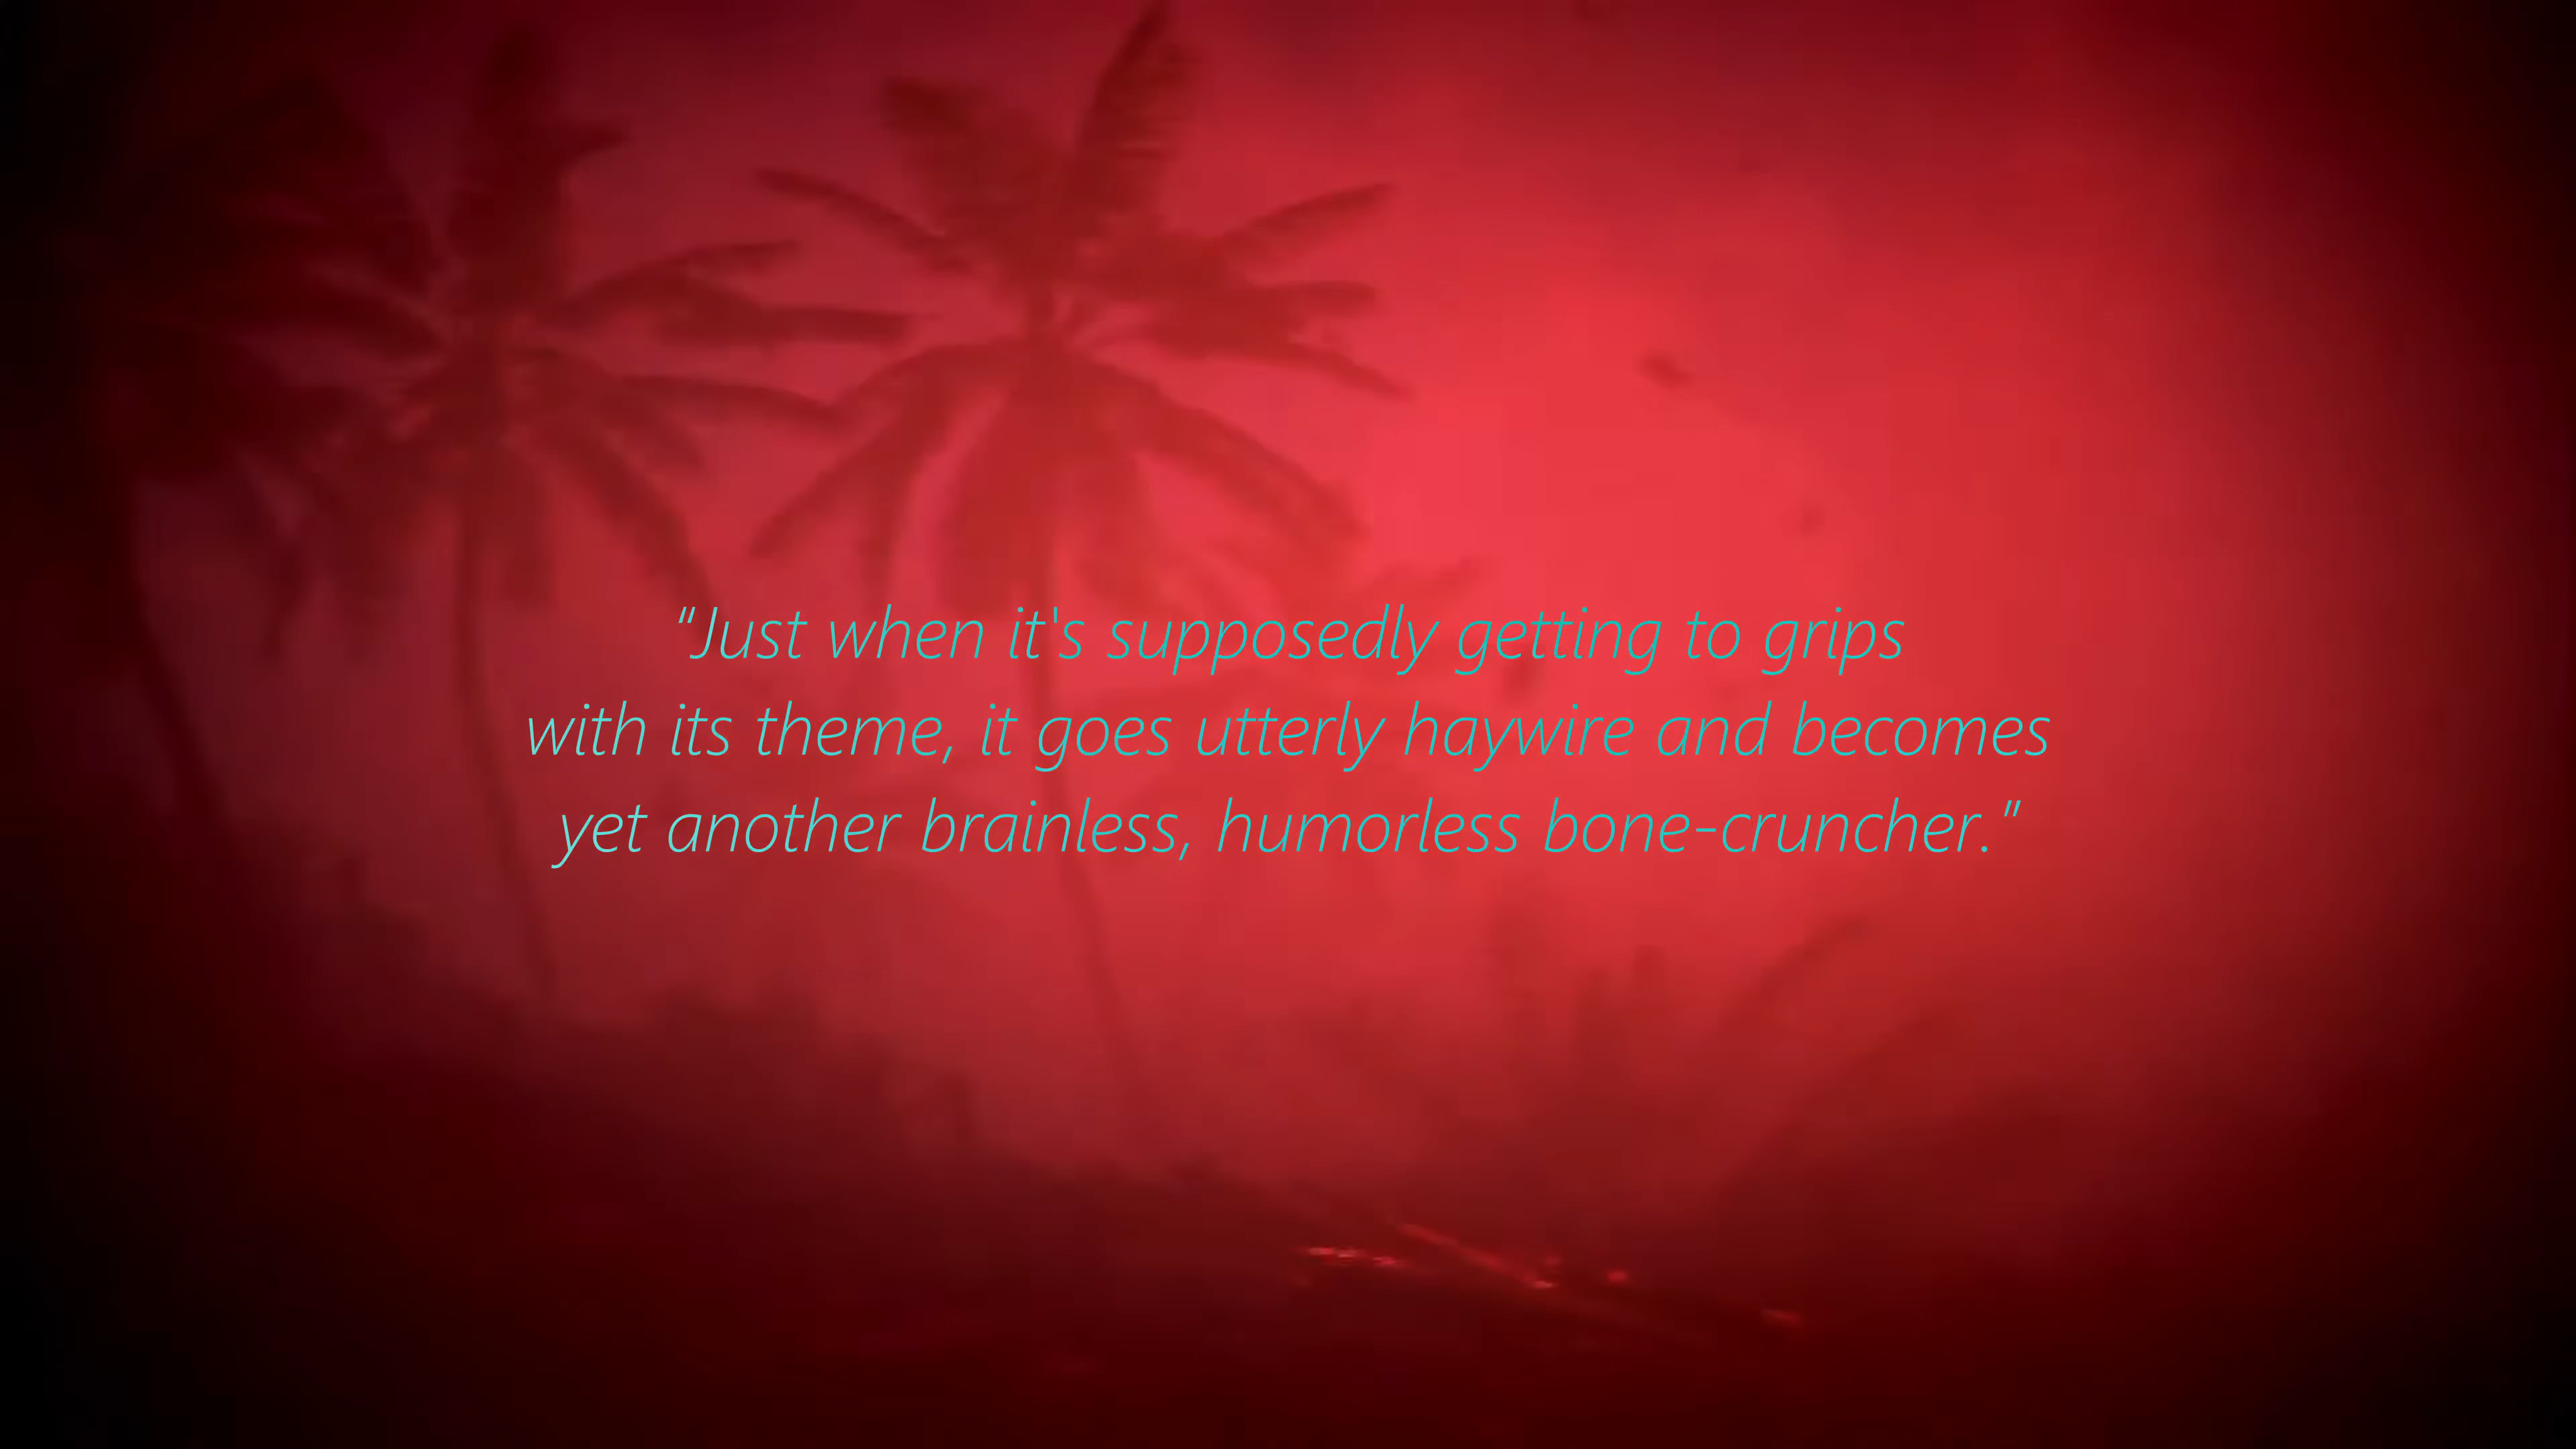 “Just when it's supposedly getting to grips
with its theme, it goes utterly haywire and becomes
yet another brainless, humorless bone-cruncher.”